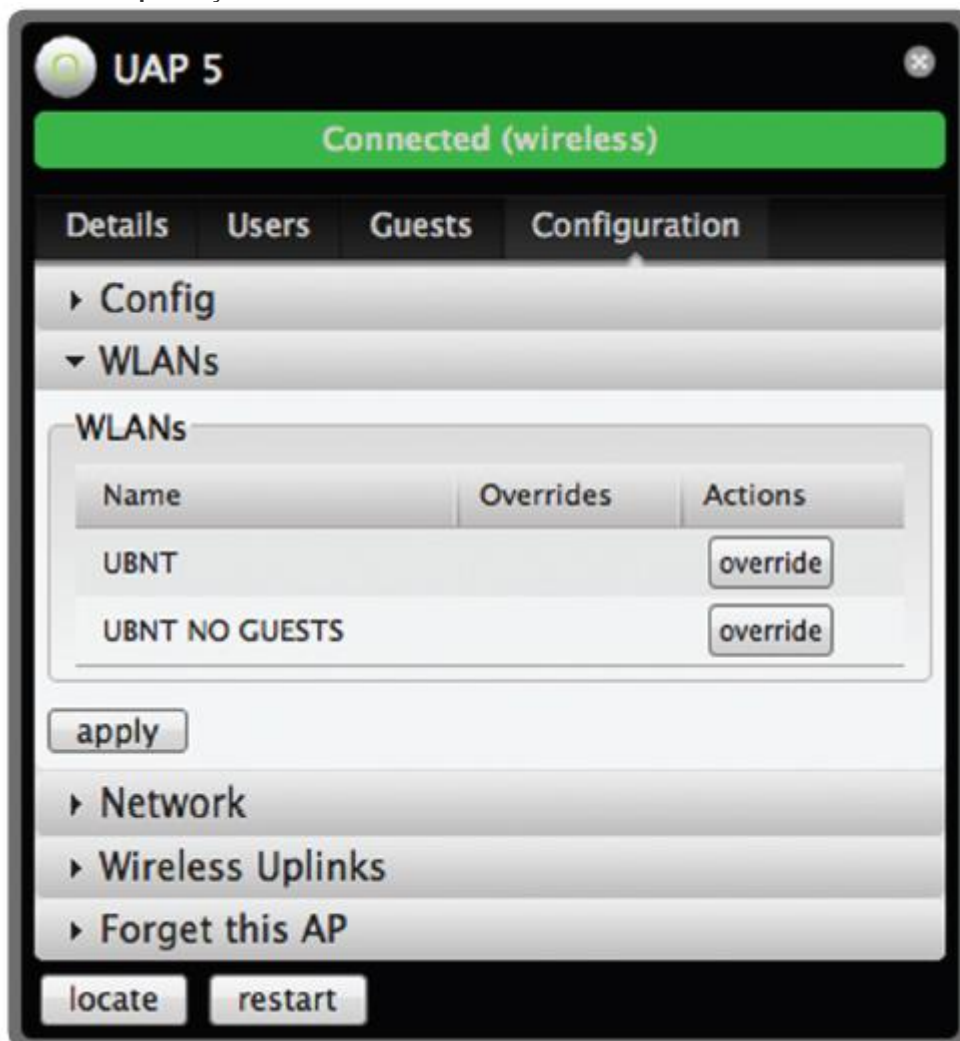 UAP 5
Connected (wireless)
Details Users Guests Configuration
Config
WLANs
WLANs
Name Overrides Actions
UBNT override
UBNT NO GUESTS override
apply
Network
Wireless Uplinks
Forget this AP
locate restart